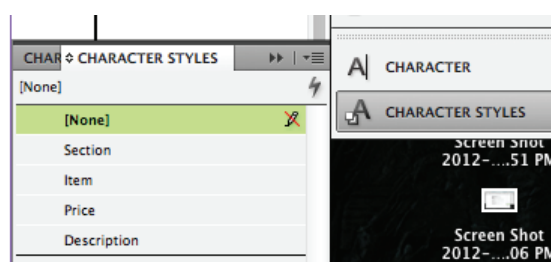 CHAR CHARACTER STYLES
[None]
[None]
Section
Item
Price
Description
A CHARACTER
A CHARACTER STYLES
Screen Shot
2012-....51 PM
Screen Shot
2012-....06 PM